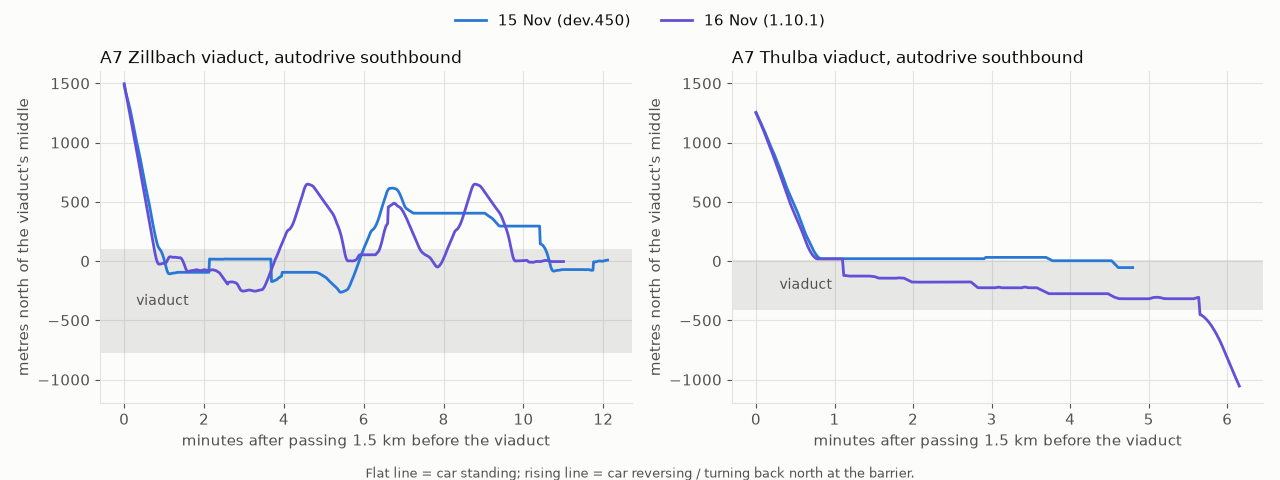 15 Nov (dev.450)
16 Nov (1.10.1)
A7 Zillbach viaduct, autodrive southbound
metres north of the viaduct's middle
1500
1000
500
0
−500
−1000
viaduct
0 2 4 6 8 10 12
minutes after passing 1.5 km before the viaduct
A7 Thulba viaduct, autodrive southbound
metres north of the viaduct's middle
1500
1000
500
0
−500
−1000
viaduct
0 1 2 3 4 5 6
minutes after passing 1.5 km before the viaduct
Flat line = car standing; rising line = car reversing / turning back north at the barrier.